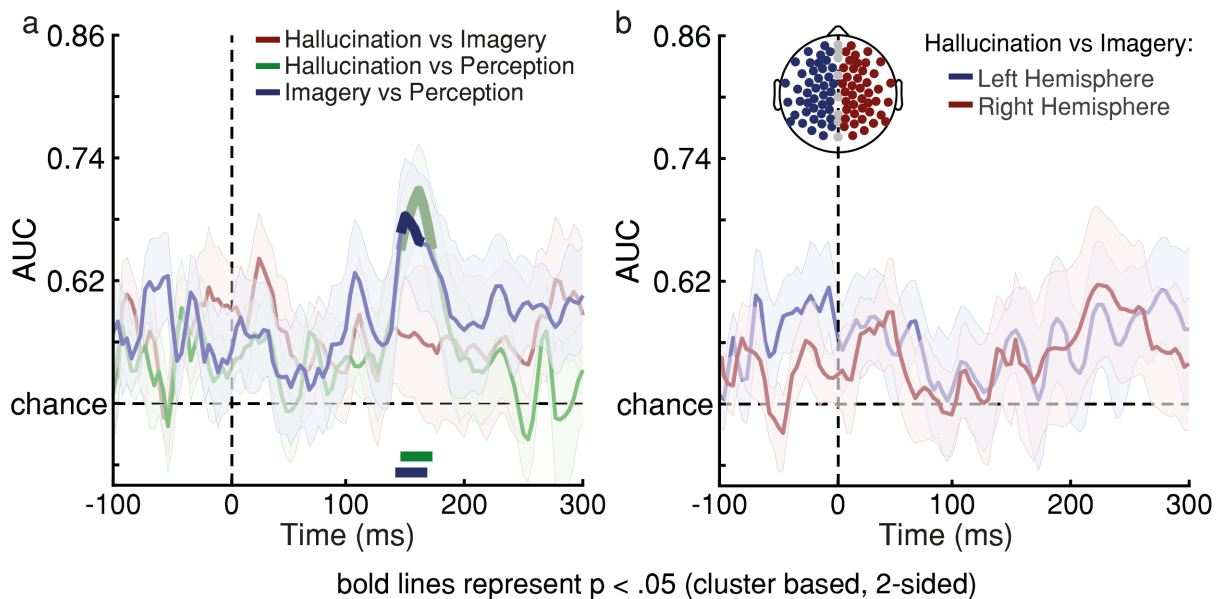 a
0.86
0.74
0.62
chance
AUC
Hallucination vs Imagery
Hallucination vs Perception
Imagery vs Perception
-100 0 100 200 300
Time (ms)
b
0.86
0.74
0.62
chance
AUC
Hallucination vs Imagery:
Left Hemisphere
Right Hemisphere
-100 0 100 200 300
Time (ms)
bold lines represent p < .05 (cluster based, 2-sided)